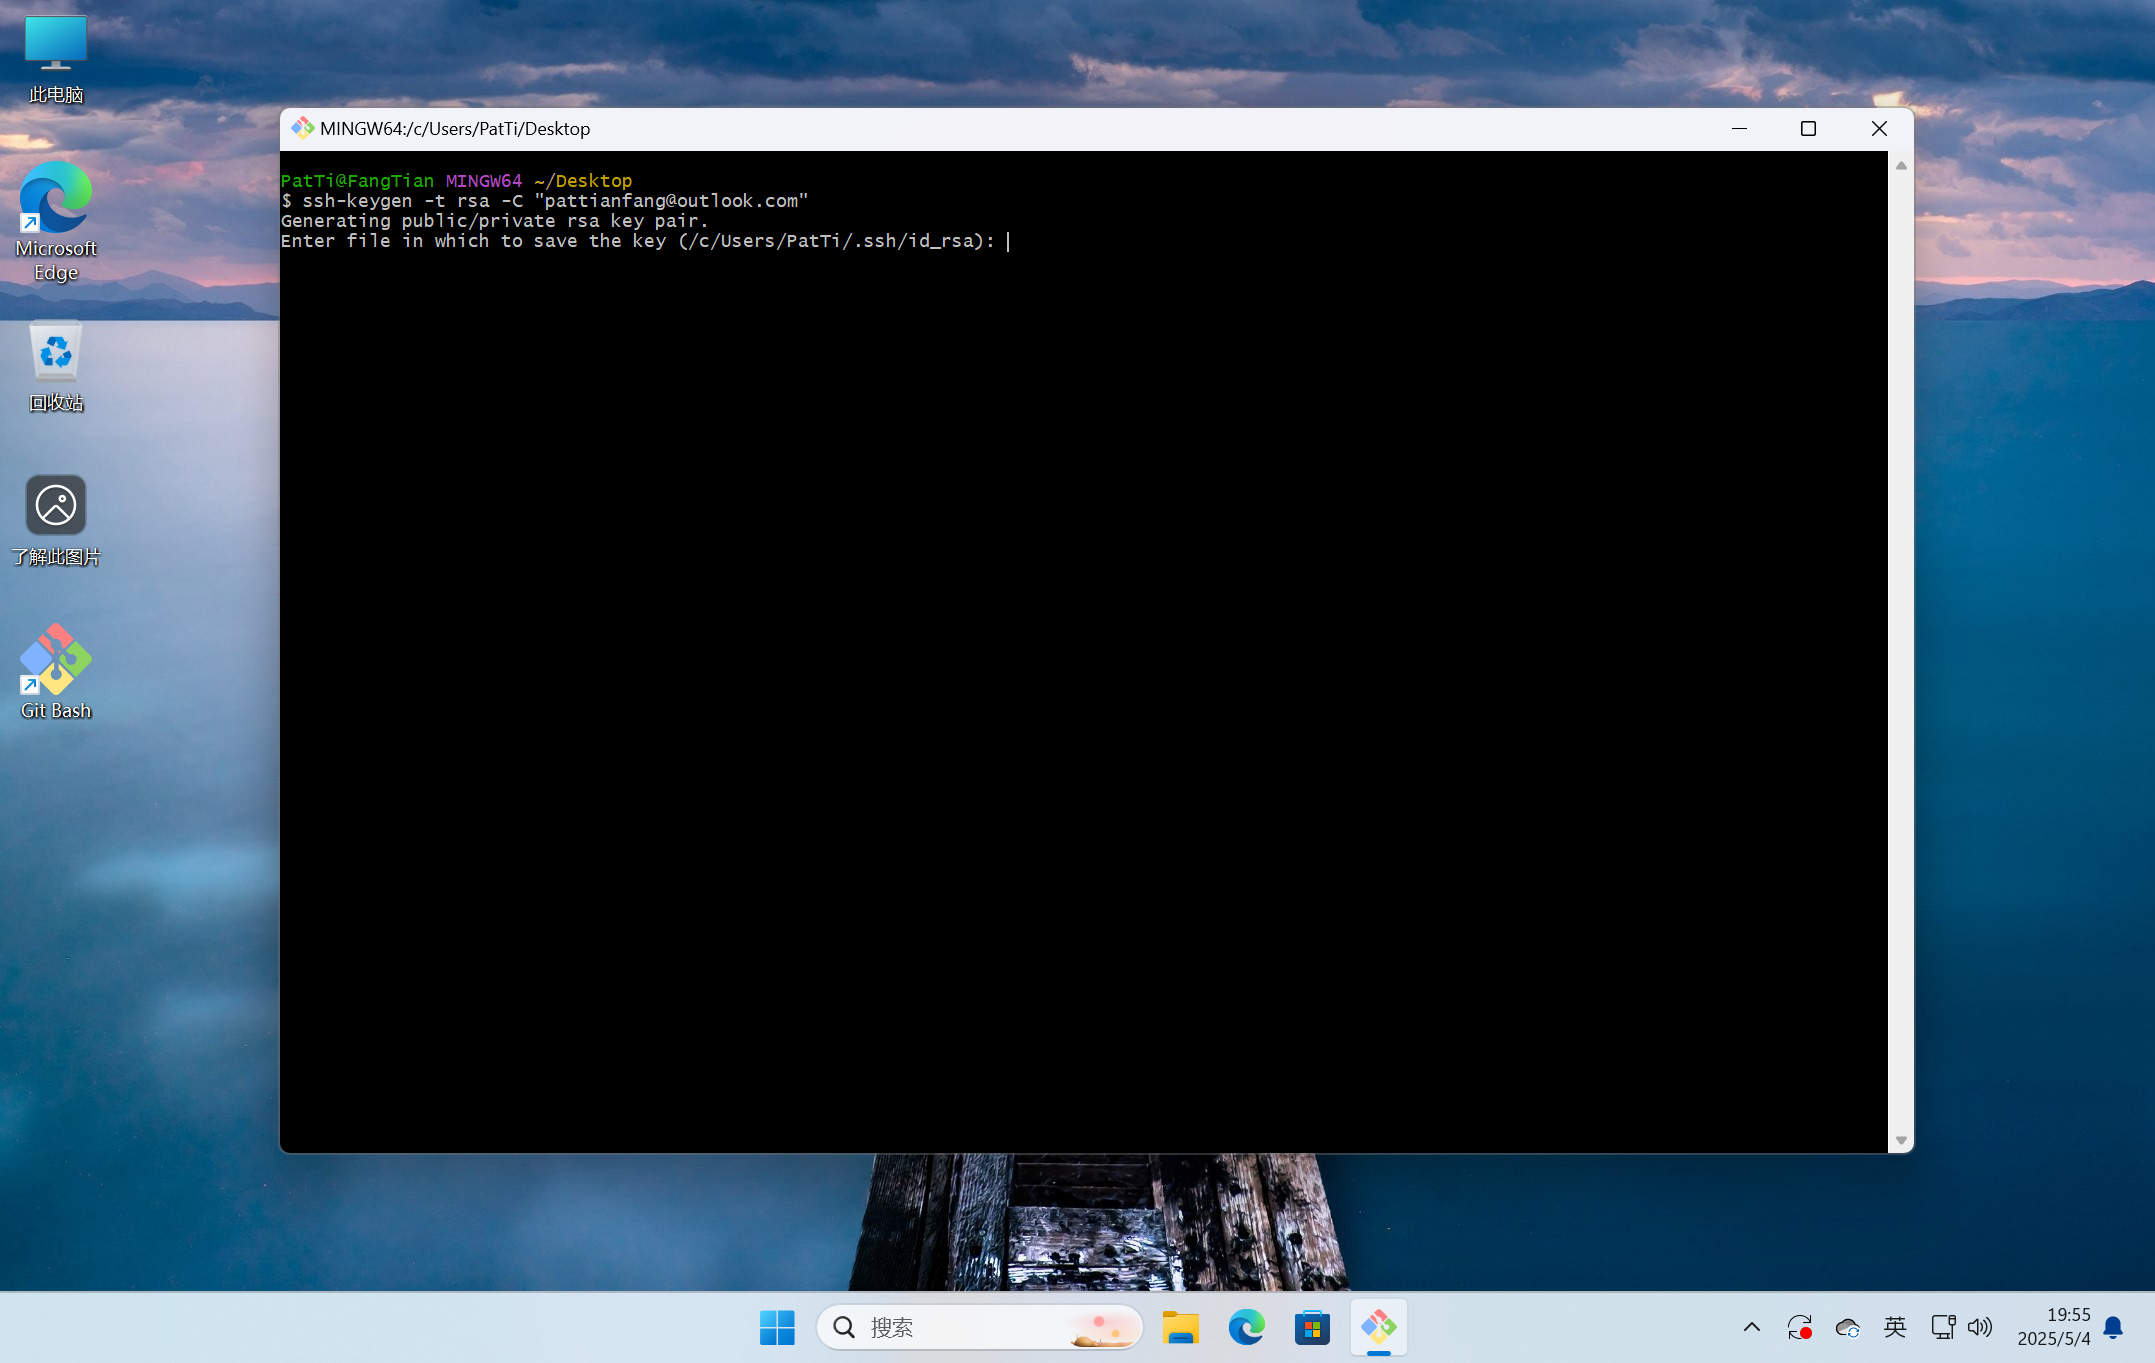 此电脑
Microsoft
Edge
回收站
了解此图片
Git Bash
MINGW64:/c/Users/PatTi/Desktop
PatTi@FangTian MINGW64 ~/Desktop
$ ssh-keygen -t rsa -C "pattianfang@outlook.com"
Generating public/private rsa key pair.
Enter file in which to save the key (/c/Users/PatTi/.ssh/id_rsa):
搜索
英
19:55
2025/5/4